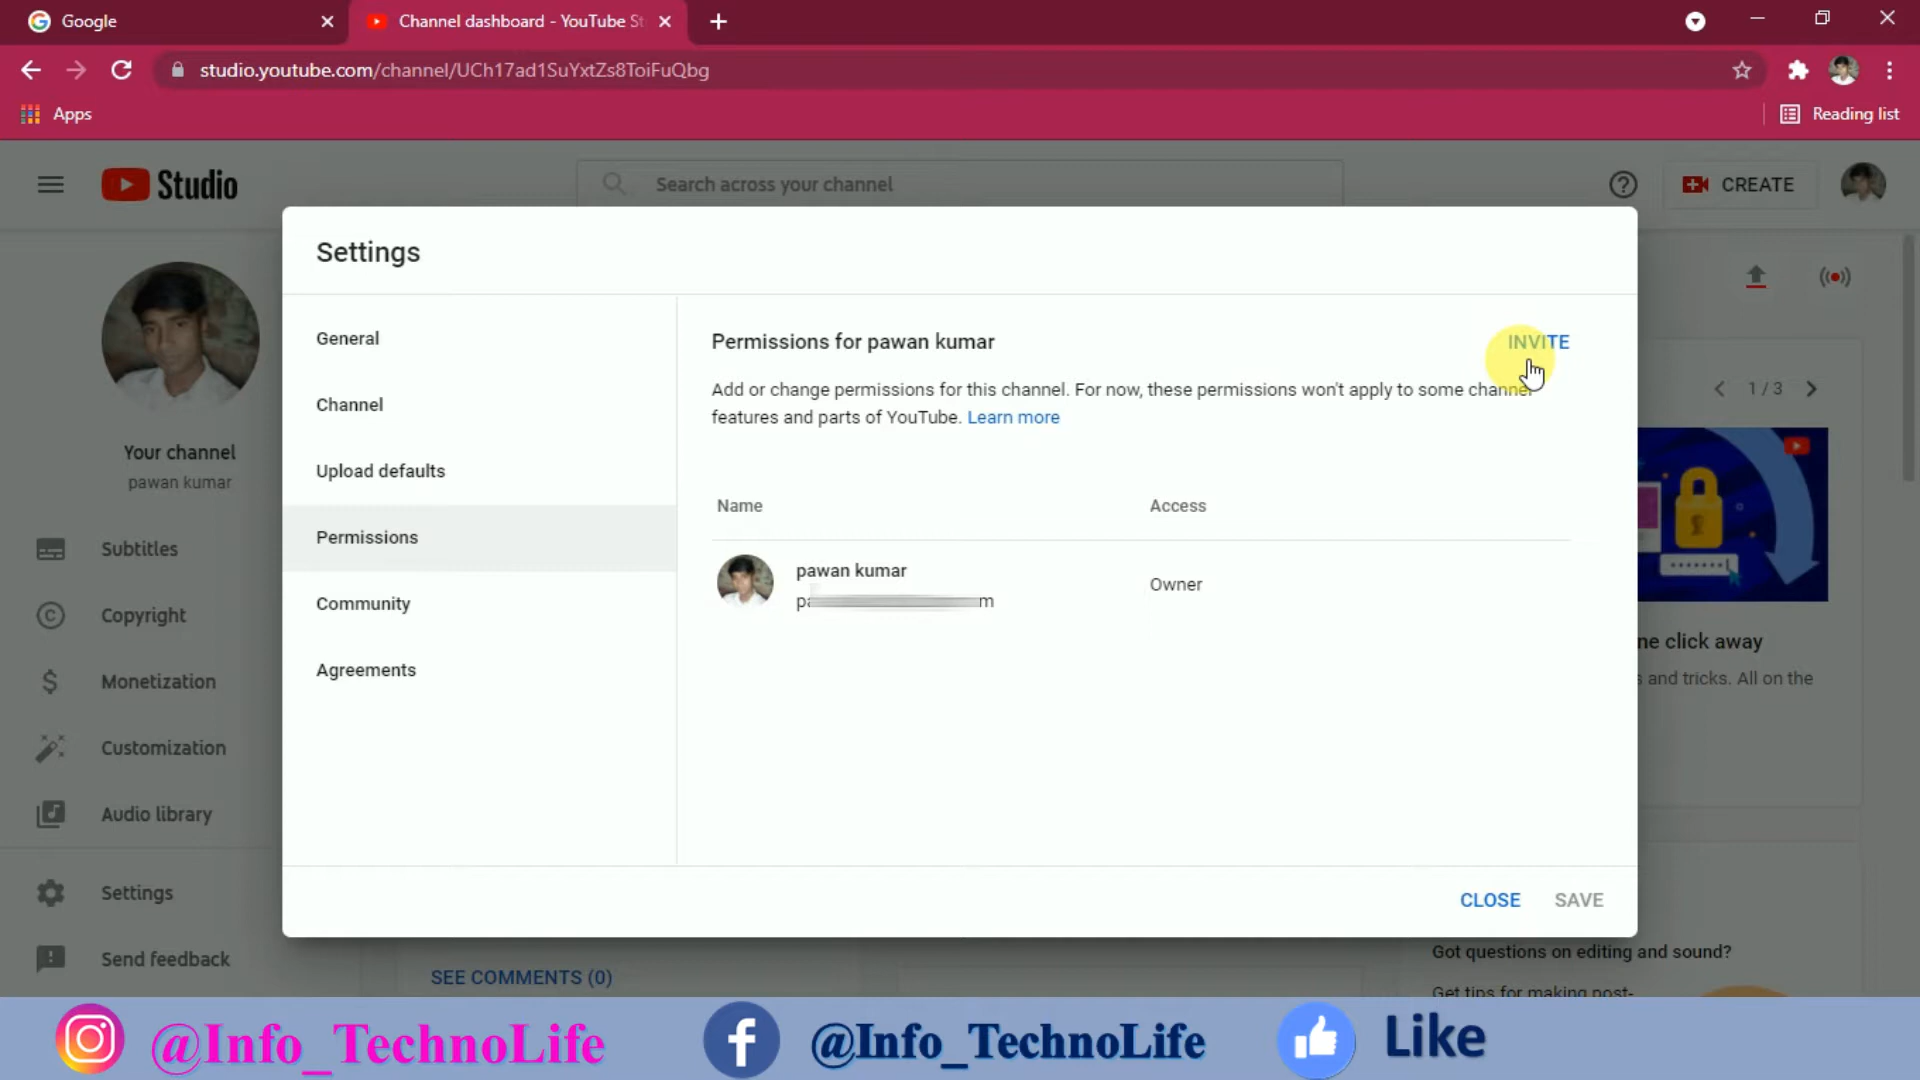 Google
Channel dashboard - YouTube St
studio.youtube.com/channel/UCh17ad1SuYxtZs8ToiFuQbg
Apps
Reading list
Studio
Search across your channel
CREATE
Your channel
pawan kumar
Subtitles
Copyright
Monetization
Customization
Audio library
Settings
Send feedback
Settings
General
Channel
Upload defaults
Permissions
Community
Agreements
Permissions for pawan kumar
INVITE
Add or change permissions for this channel. For now, these permissions won't apply to some channel
features and parts of YouTube. Learn more
Name
Access
pawan kumar
Owner
CLOSE
SAVE
1 / 3
ne click away
s and tricks. All on the
SEE COMMENTS (0)
Got questions on editing and sound?
Get tips for making post-
@Info_TechnoLife
@Info_TechnoLife
Like